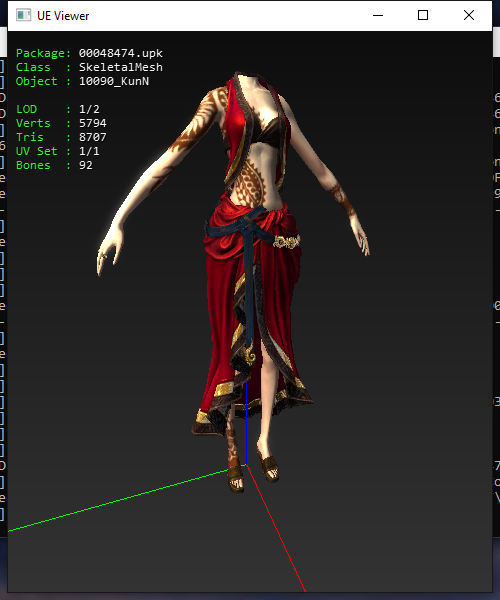 UE Viewer
Package: 00048474.upk
Class  : SkeletalMesh
Object : 10090_KunN
LOD    : 1/2
Verts  : 5794
Tris   : 8707
UV Set : 1/1
Bones  : 92